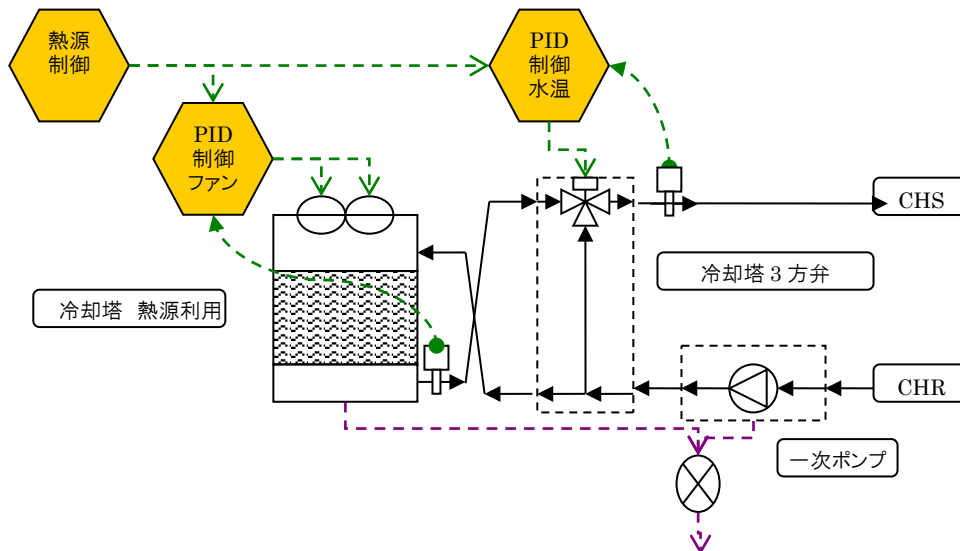 熱源
制御
PID
制御
水温
PID
制御
ファン
CHS
冷却塔3方弁
冷却塔 熱源利用
CHR
一次ポンプ